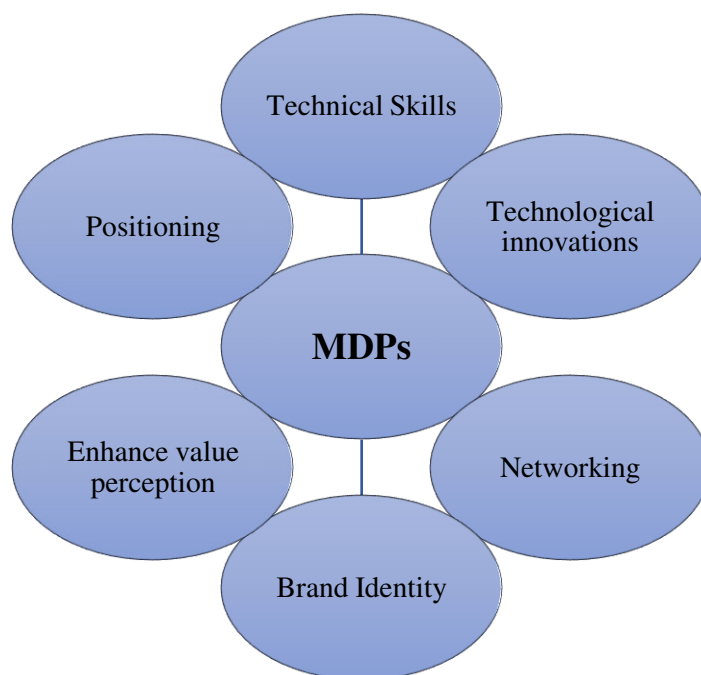 Technical Skills
Positioning
Technological
innovations
MDPs
Enhance value
perception
Networking
Brand Identity